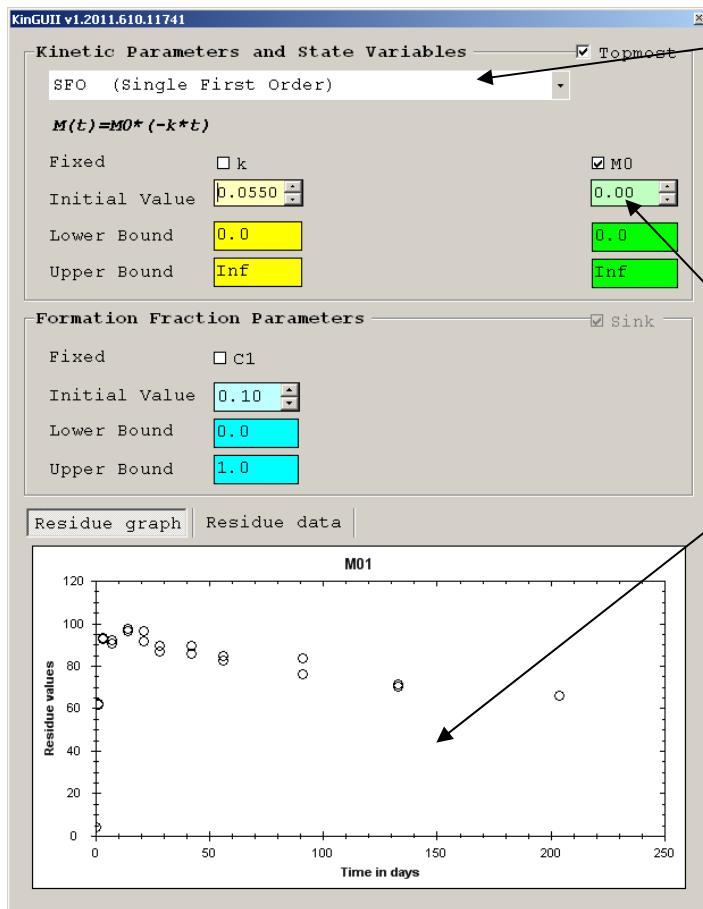 KinGUII v1.2011.610.11741
Kinetic Parameters and State Variables Topmost
SFO (Single First Order)
M(t)=M0*(-k*t)
Fixed k M0
Initial Value 0.0550 0.00
Lower Bound 0.0 0.0
Upper Bound Inf Inf
Formation Fraction Parameters Sink
Fixed C1
Initial Value 0.10
Lower Bound 0.0
Upper Bound 1.0
Residue graph Residue data
M01
120
100
80
60
40
20
0
Residue values
0 50 100 150 200 250
Time in days